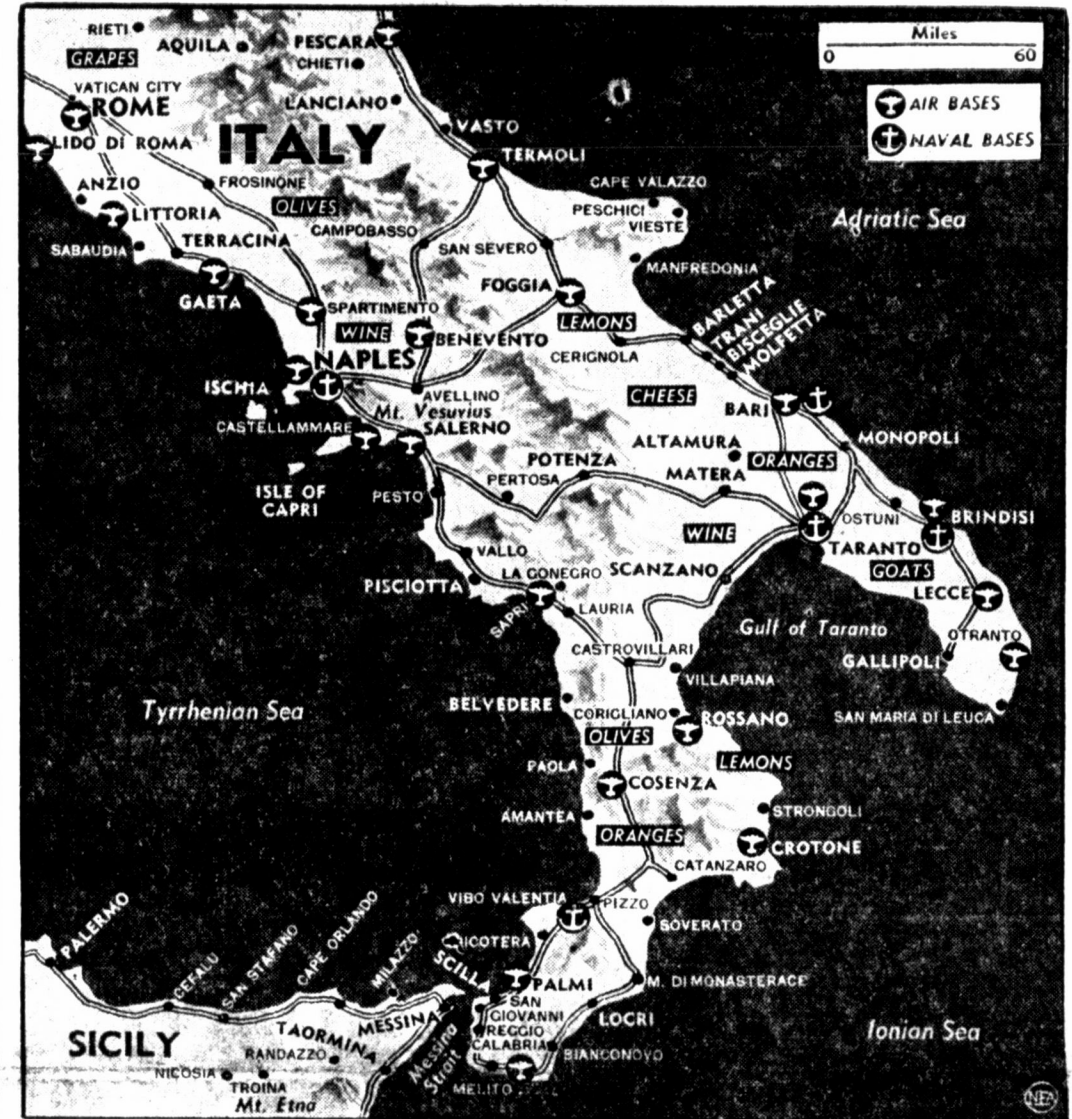 Miles
0 60
AIR BASES
NAVAL BASES
RIETI
AQUILA
PESCARA
CHIETI
GRAPES
VATICAN CITY
ROME
LANCIANO
LIDO DI ROMA
ITALY
VASTO
TERMOLI
ANZIO
FROSINONE
CAPE VALAZZO
LITTORIA
OLIVES
PESCHICI
VIESTE
Adriatic Sea
SABAUDIA
TERRACINA
CAMPOBASSO
SAN SEVERO
MANFREDONIA
GAETA
FOGGIA
SPARTIMENTO
WINE
LEMONS
BARLETTA
TRANI
BISCEGLIE
MOLFETTA
BENEVENTO
CERIGNOLA
NAPLES
ISCHIA
AVELLINO
CHEESE
BARI
Mt. Vesuvius
CASTELLAMMARE
SALERNO
ALTAMURA
MONOPOLI
ORANGES
POTENZA
MATERA
PERTOSA
ISLE OF
CAPRI
PESTO
OSTUNI
BRINDISI
WINE
TARANTO
VALLO
GOATS
LA GONEGRO
SCANZANO
PISCIOTTA
LECCE
SAPRI
LAURIA
Gulf of Taranto
OTRANTO
CASTROVILLARI
GALLIPOLI
VILLAPIANA
BELVEDERE
Tyrrhenian Sea
CORIGLIANO
ROSSANO
SAN MARIA DI LEUCA
OLIVES
PAOLA
LEMONS
COSENZA
AMANTEA
STRONGOLI
ORANGES
CROTONE
CATANZARO
VIBO VALENTIA
PIZZO
SOVERATO
PALERMO
CEFALU
SAN STEFANO
CAPE ORLANDO
MILAZZO
SCILLA
PALMI
M. DI MONASTERACE
SAN
GIOVANNI
LOCRI
MESSINA
REGGIO
CALABRIA
Ionian Sea
SICILY
TAORMINA
Messina
Strait
BIANCONOVO
RANDAZZO
NICOSIA
TROINA
MELITO
Mt. Etna
NEA